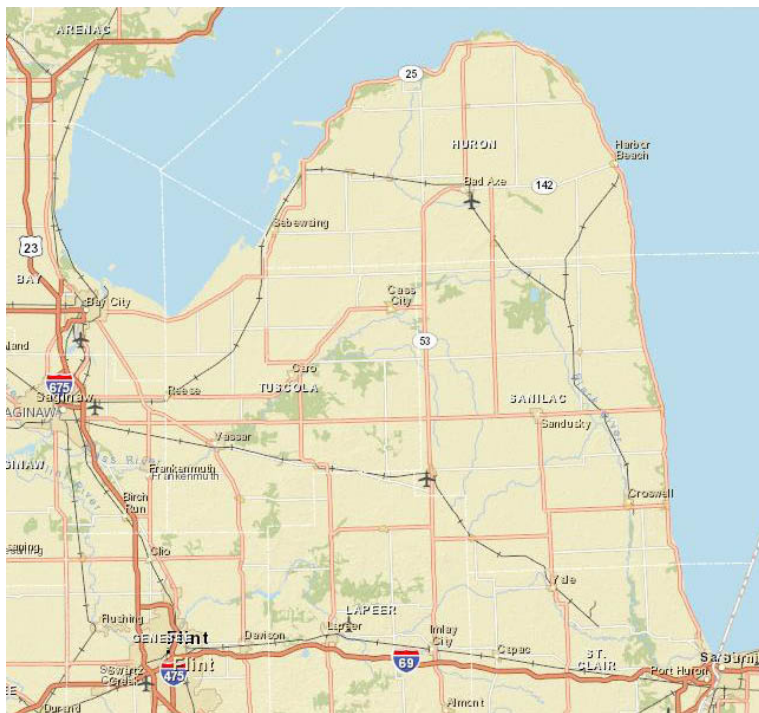 ARENAC
25
HURON
Harbor
Beach
Bad Axe
142
Sebewaing
23
BAY
Bay City
Cass
City
53
Caro
675
Reese
TUSCOLA
Saginaw
SANILAC
Sandusky
Vassar
Frankenmuth
Frankenmuth
Birch
Run
Croswell
Clio
Yale
Flushing
LAPEER
GENESEE
Flint
Flint
Davison
Lapeer
Imlay
City
Capac
ST.
CLAIR
69
Port Huron
Swartz
Creek
475
Durand
Almont